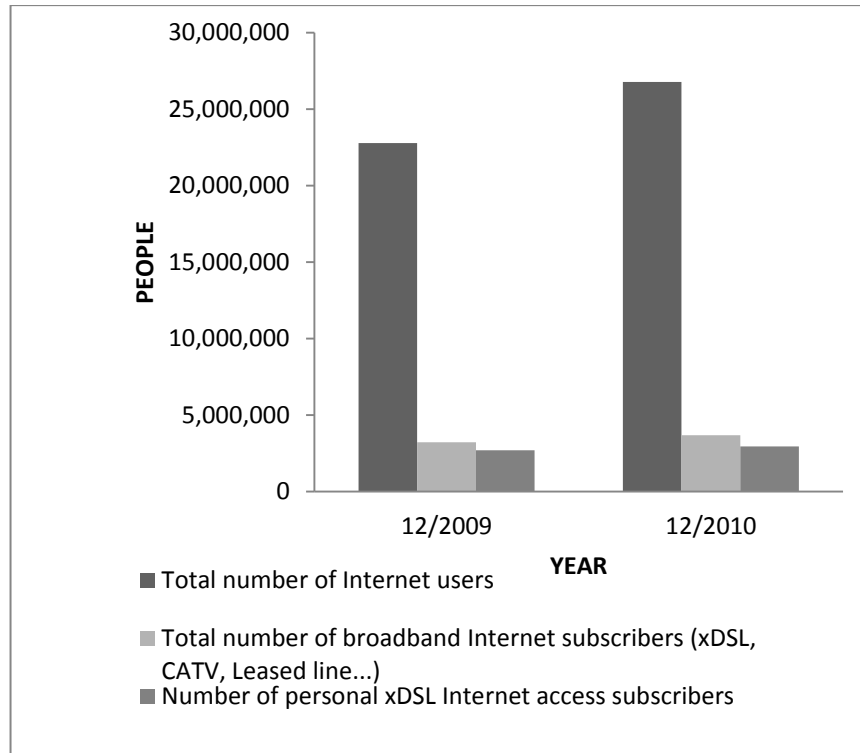 30,000,000
25,000,000
20,000,000
15,000,000
10,000,000
5,000,000
0
PEOPLE
12/2009
12/2010
YEAR
Total number of Internet users
Total number of broadband Internet subscribers (xDSL,
CATV, Leased line...)
Number of personal xDSL Internet access subscribers